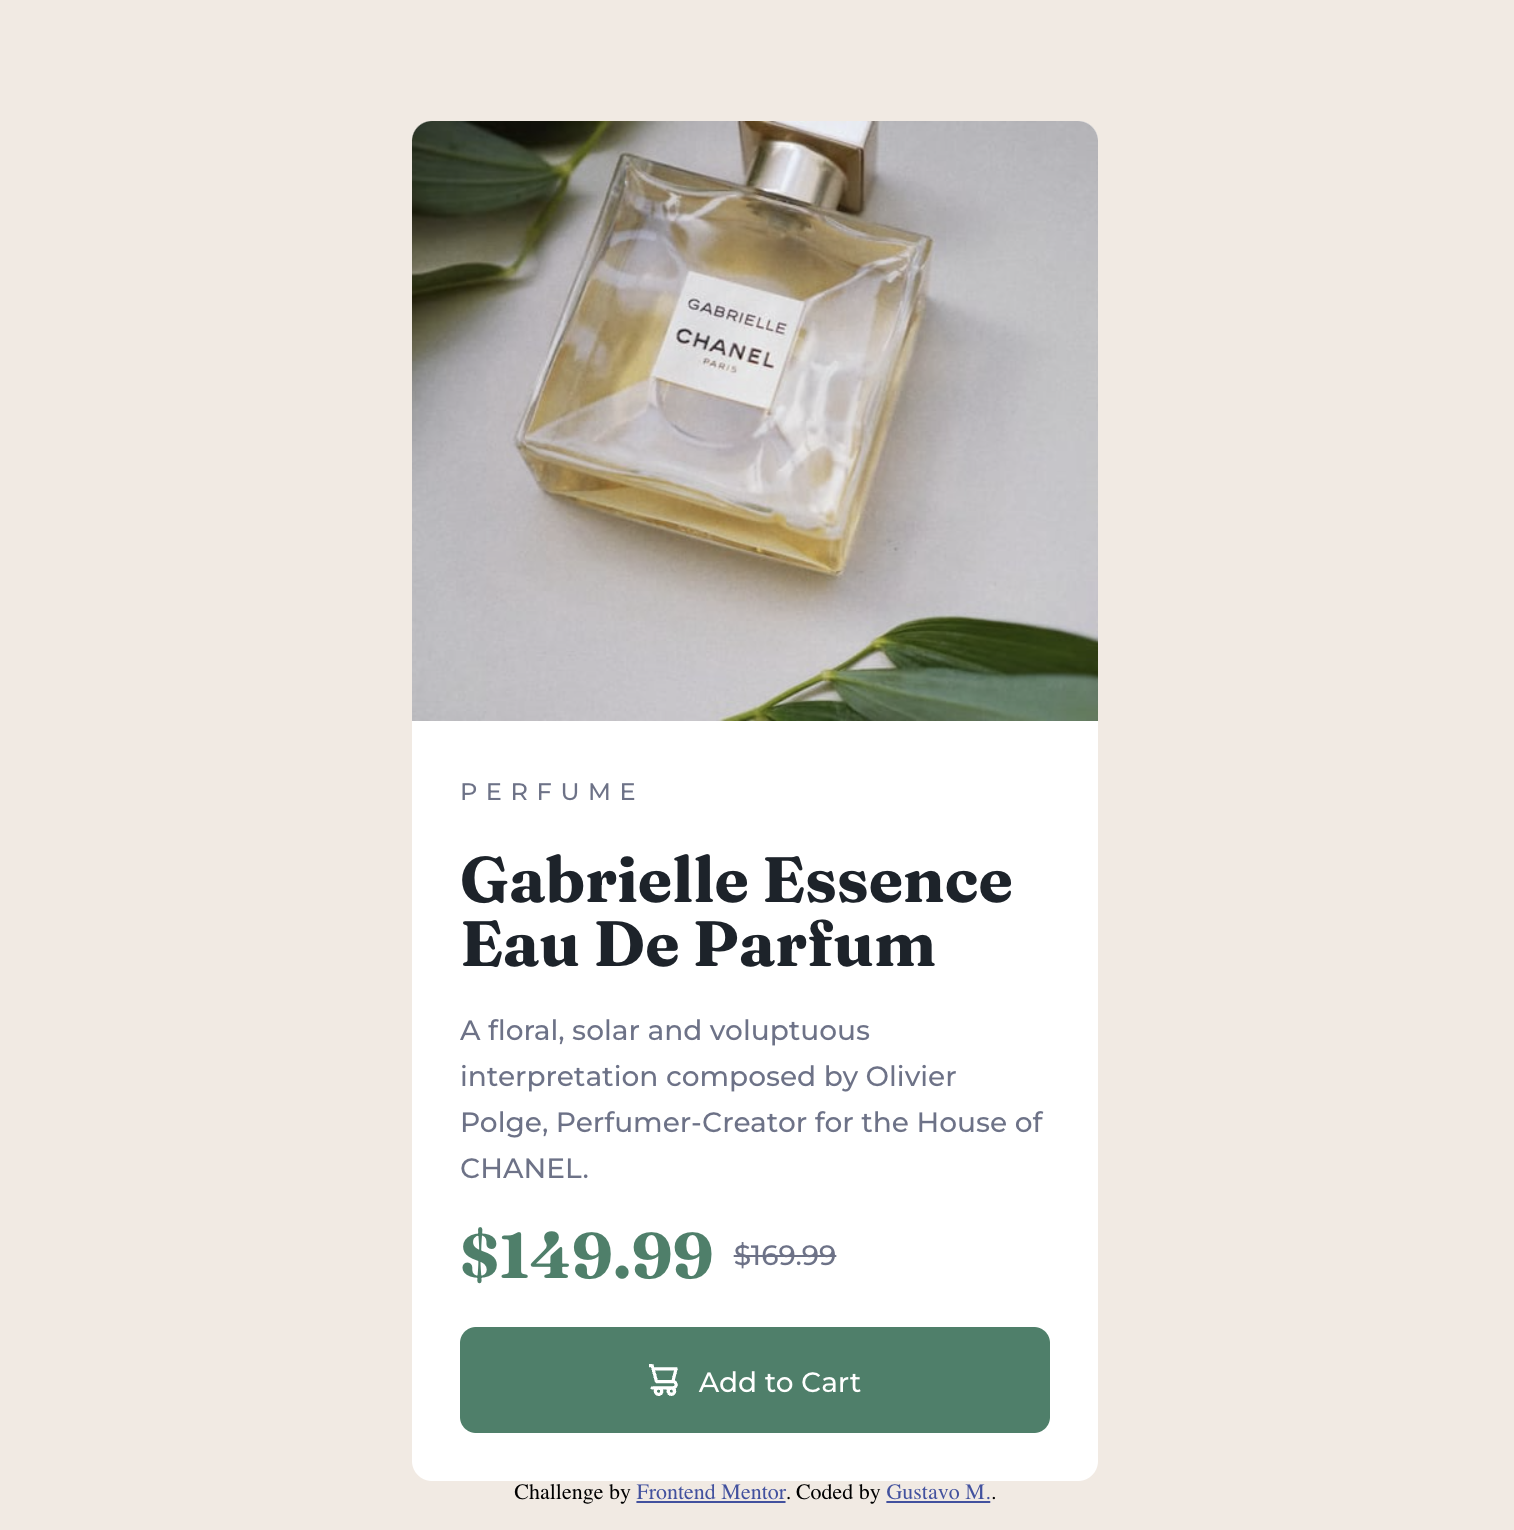 GABRIELLE
CHANEL
PARIS
PERFUME
Gabrielle Essence
Eau De Parfum
A floral, solar and voluptuous
interpretation composed by Olivier
Polge, Perfumer-Creator for the House of
CHANEL.
$149.99 $169.99
Add to Cart
Challenge by Frontend Mentor. Coded by Gustavo M..